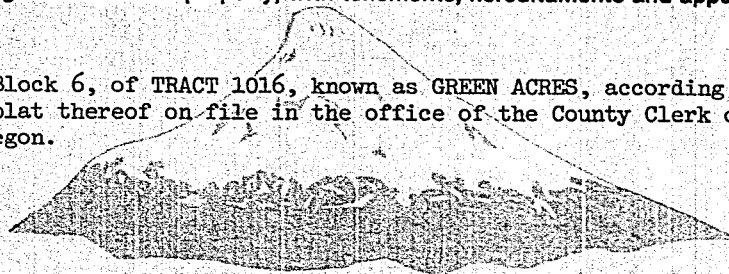 Block 6, of TRACT 1016, known as GREEN ACRES, according
plat thereof on file in the office of the County Clerk
egon.